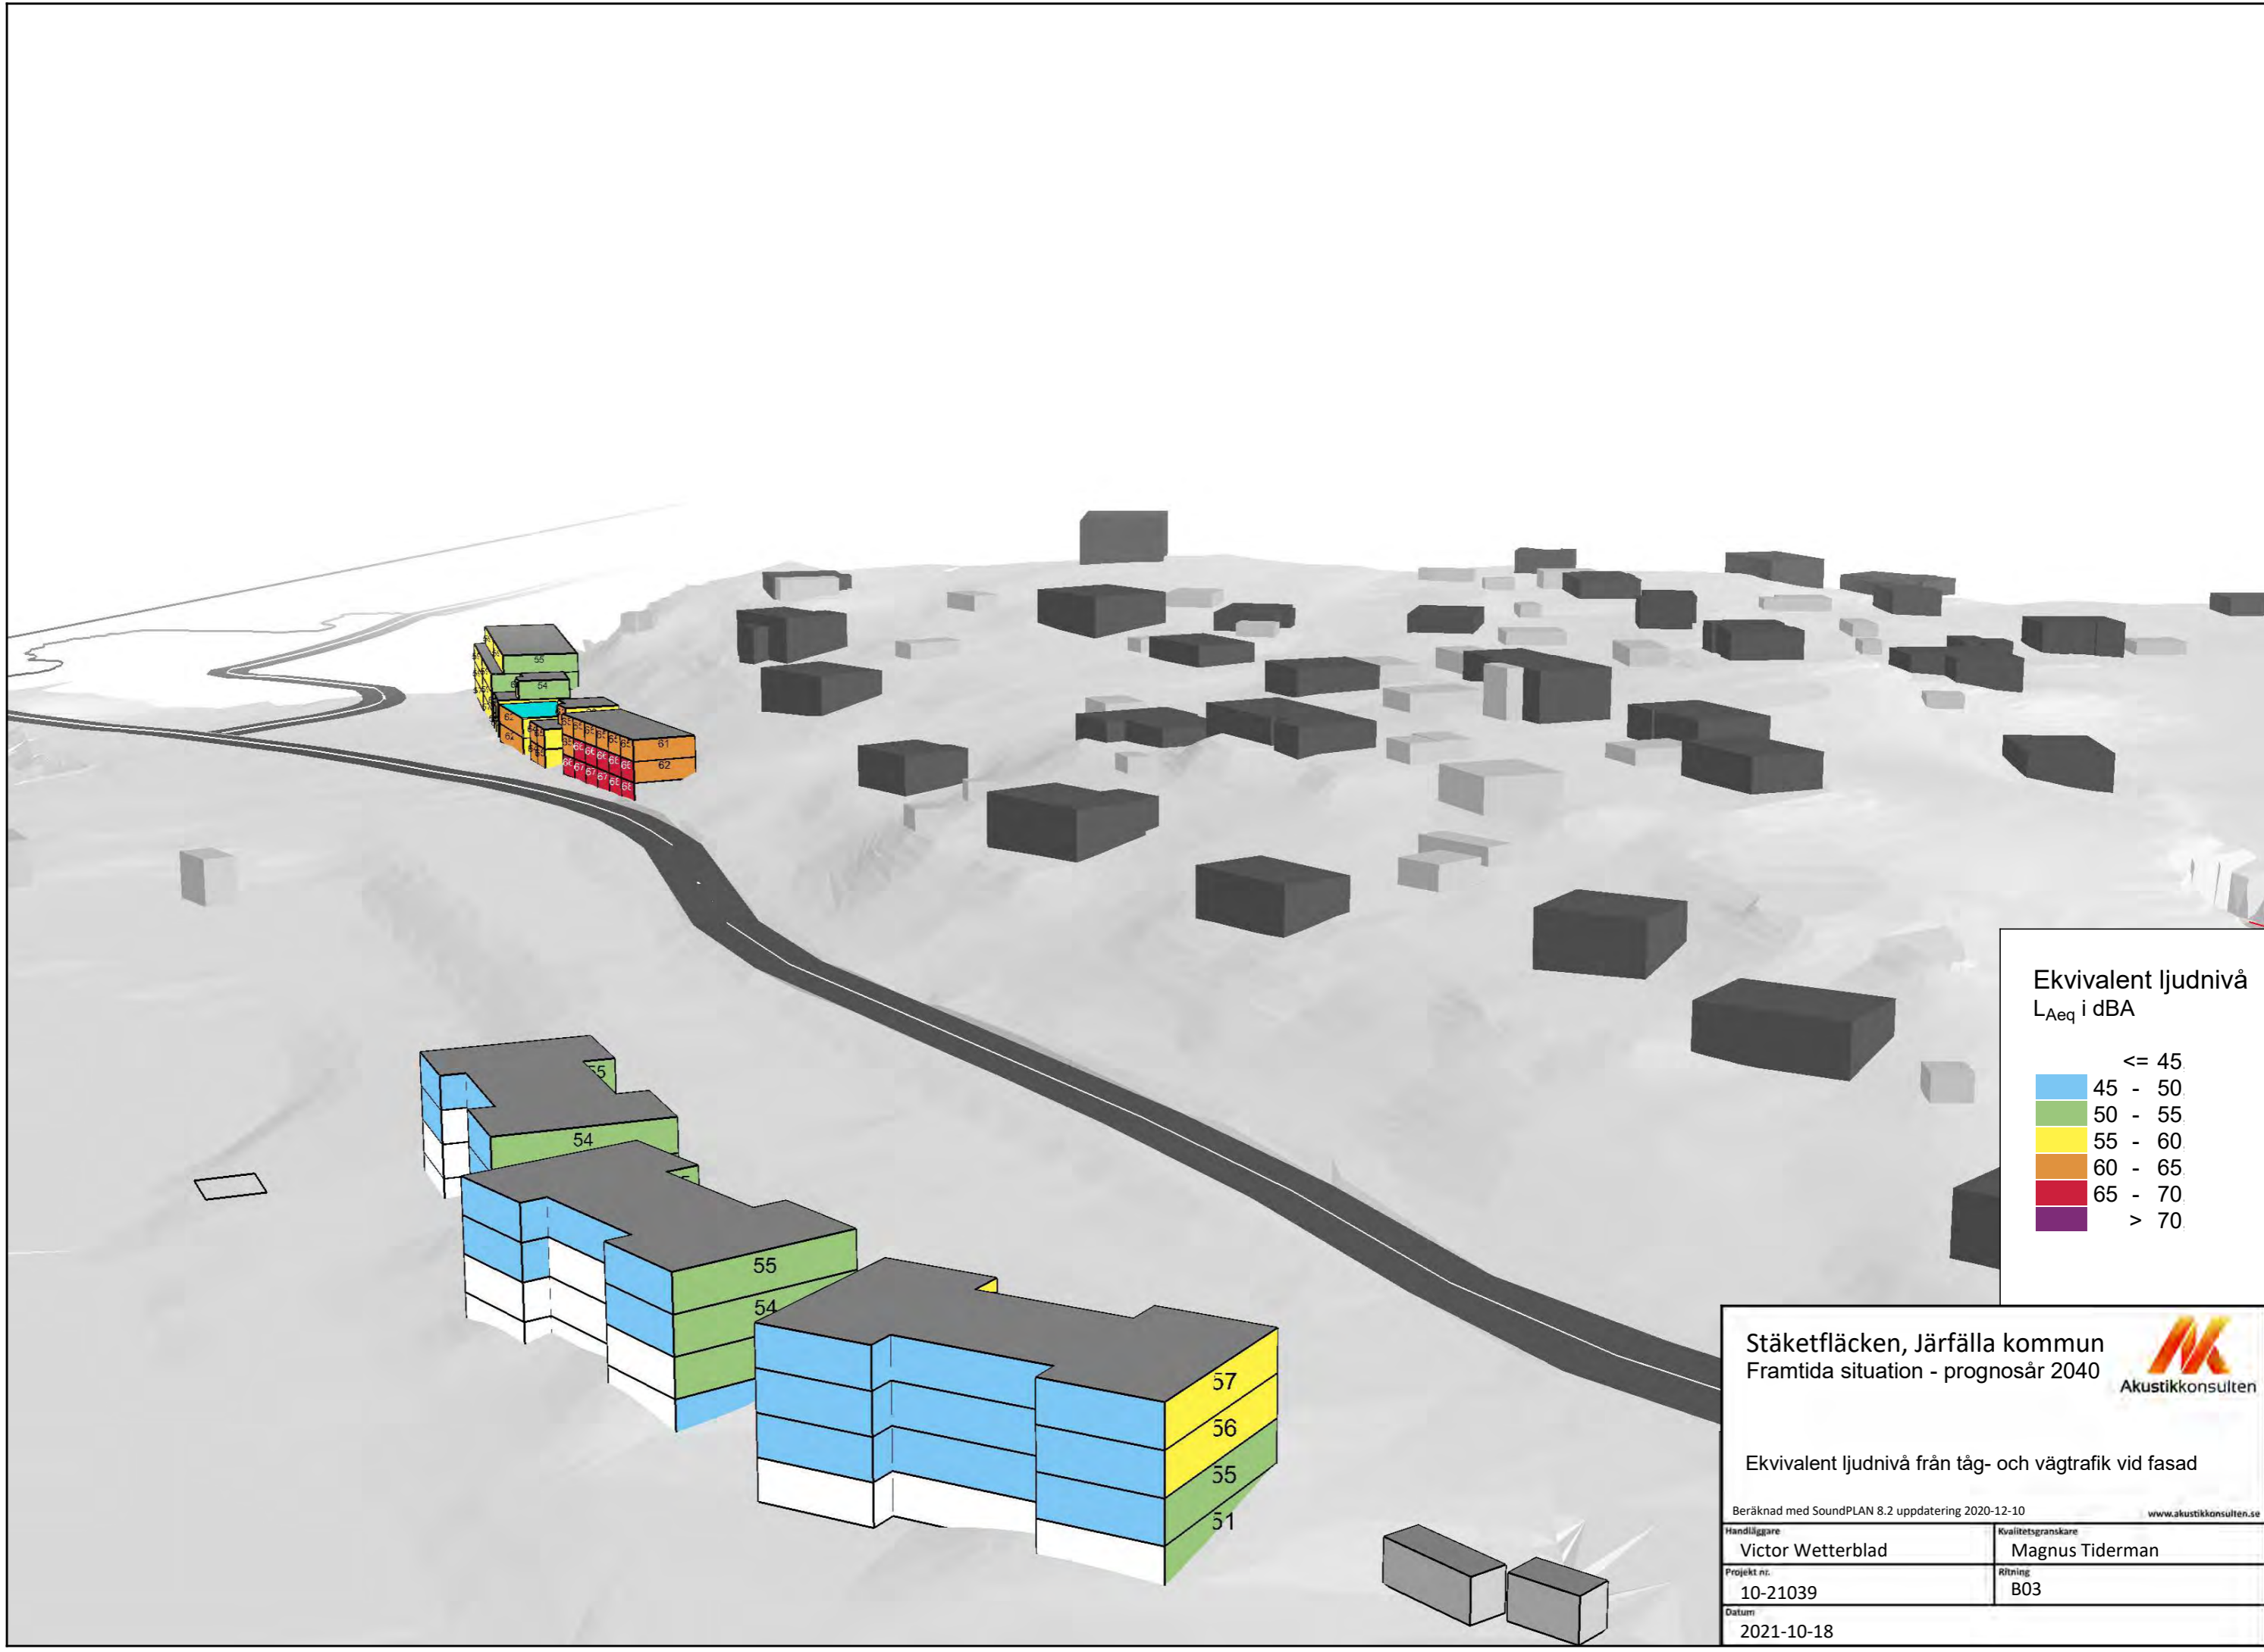 55
54
61
62
54
55
54
57
56
55
51
Ekvivalent ljudnivå
LAeq i dBA
<= 45
45 - 50
50 - 55
55 - 60
60 - 65
65 - 70
> 70
Stäketfläcken, Järfälla kommun
Framtida situation - prognosår 2040
Akustikkonsulten
Ekvivalent ljudnivå från tåg- och vägtrafik vid fasad
Beräknad med SoundPLAN 8.2 uppdatering 2020-12-10
www.akustikkonsulten.se
Handläggare
Victor Wetterblad
Kvalitetsgranskare
Magnus Tiderman
Projekt nr.
10-21039
Ritning
B03
Datum
2021-10-18